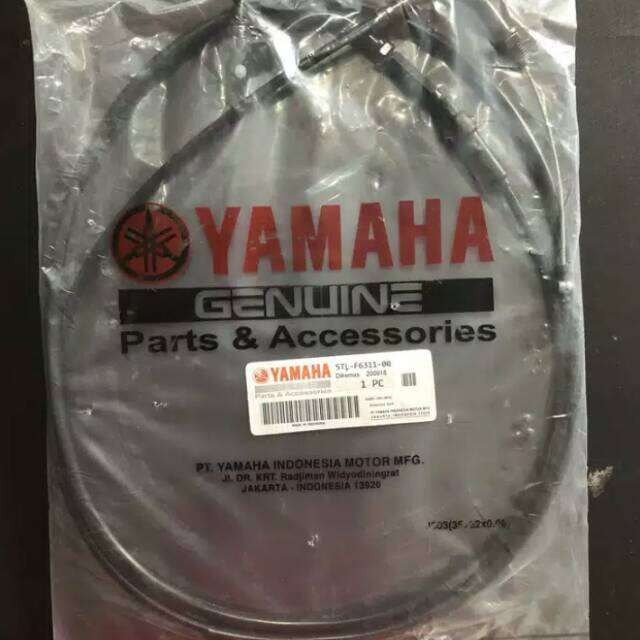 YAMAHA
GENUINE
Parts & Accessories
YAMAHA
Parts & Accessories
5TL-F6311-00
1 PC
PT. YAMAHA INDONESIA MOTOR MFG.
JL. DR. KRT. Radjiman Widyodiningrat
JAKARTA - INDONESIA 13920